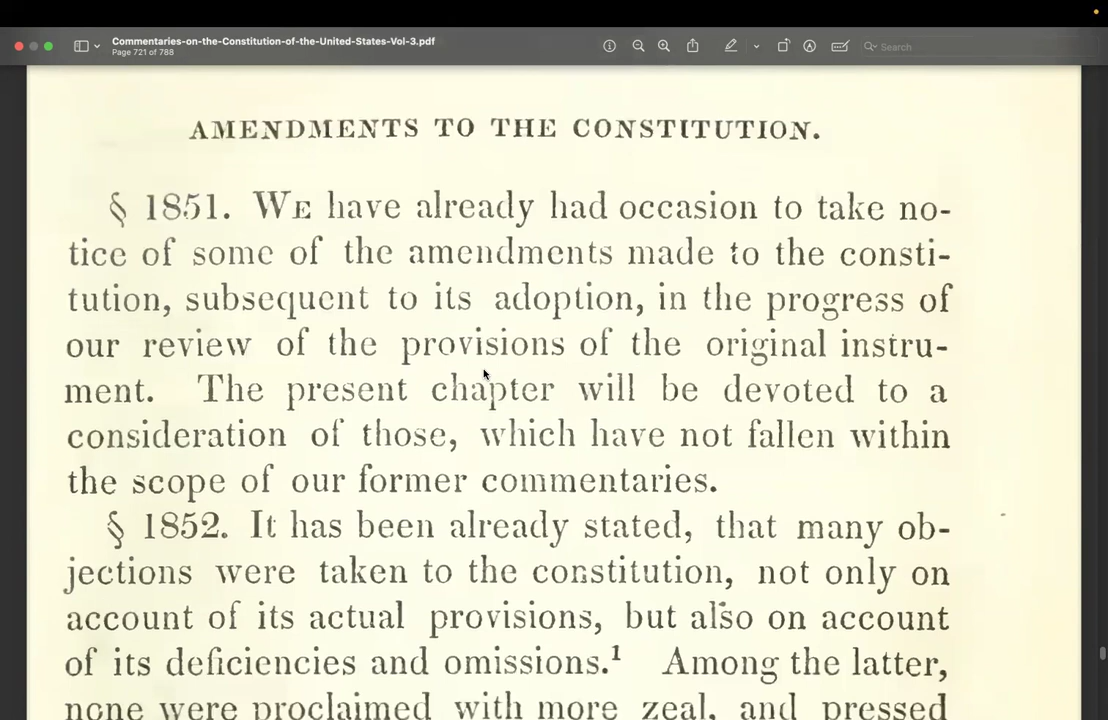 Commentaries-on-the-Constitution-of-the-United-States-Vol-3.pdf
Page 721 of 788
Search
AMENDMENTS TO THE CONSTITUTION.
§ 1851. WE have already had occasion to take no-
tice of some of the amendments made to the consti-
tution, subsequent to its adoption, in the progress of
our review of the provisions of the original instru-
ment. The present chapter will be devoted to a
consideration of those, which have not fallen within
the scope of our former commentaries.
§ 1852. It has been already stated, that many ob-
jections were taken to the constitution, not only on
account of its actual provisions, but also on account
of its deficiencies and omissions.¹ Among the latter,
none were proclaimed with more zeal, and pressed